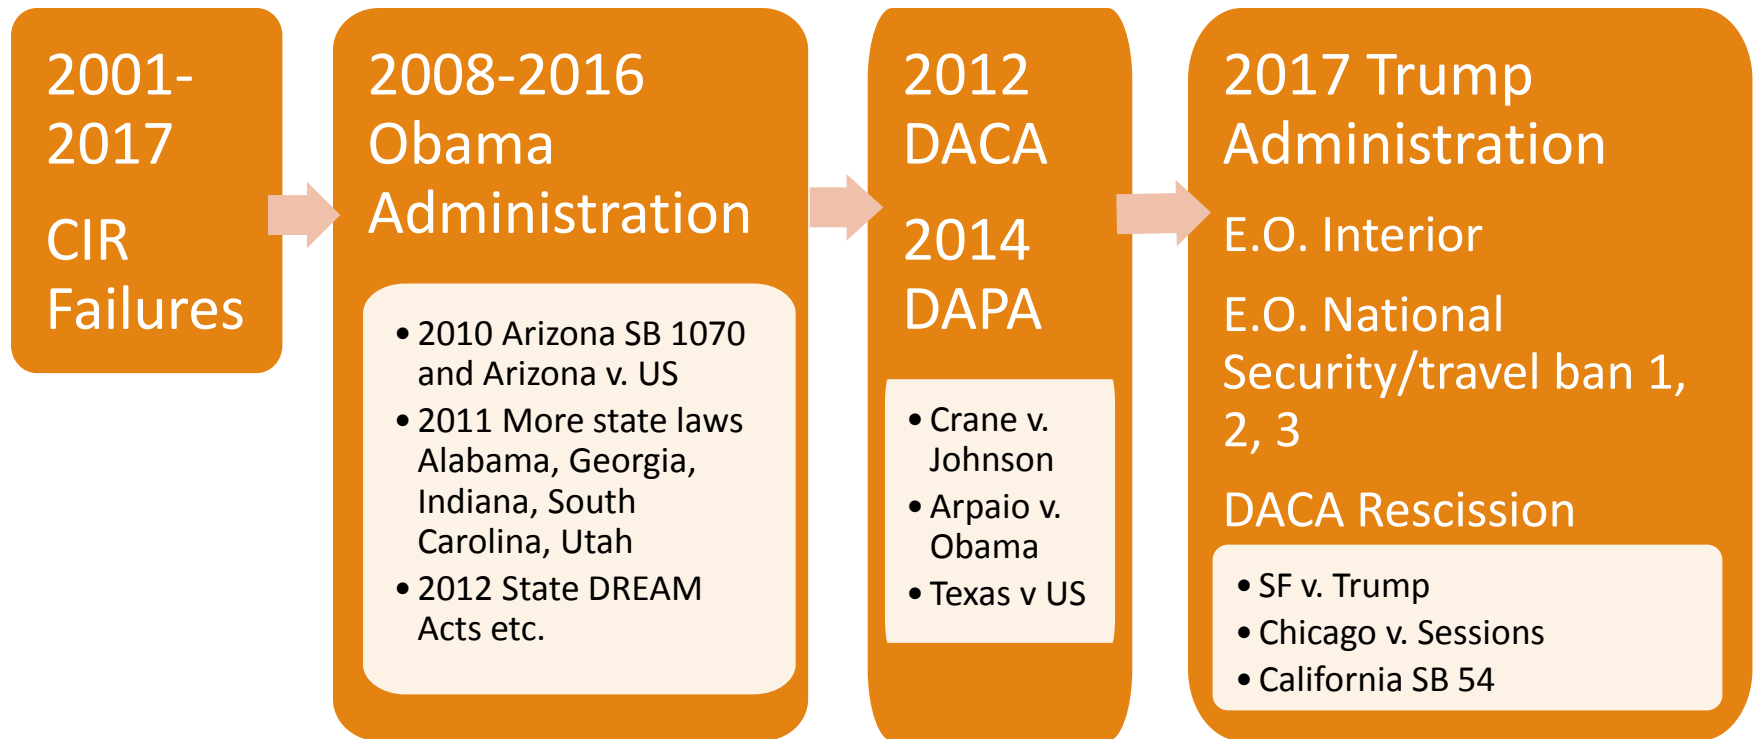 2001-
2017
CIR
Failures
2008-2016
Obama
Administration
• 2010 Arizona SB 1070
and Arizona v. US
• 2011 More state laws
Alabama, Georgia,
Indiana, South
Carolina, Utah
• 2012 State DREAM
Acts etc.
2012
DACA
2014
DAPA
• Crane v.
Johnson
• Arpaio v.
Obama
• Texas v US
2017 Trump
Administration
E.O. Interior
E.O. National
Security/travel ban 1,
2, 3
DACA Rescission
• SF v. Trump
• Chicago v. Sessions
• California SB 54